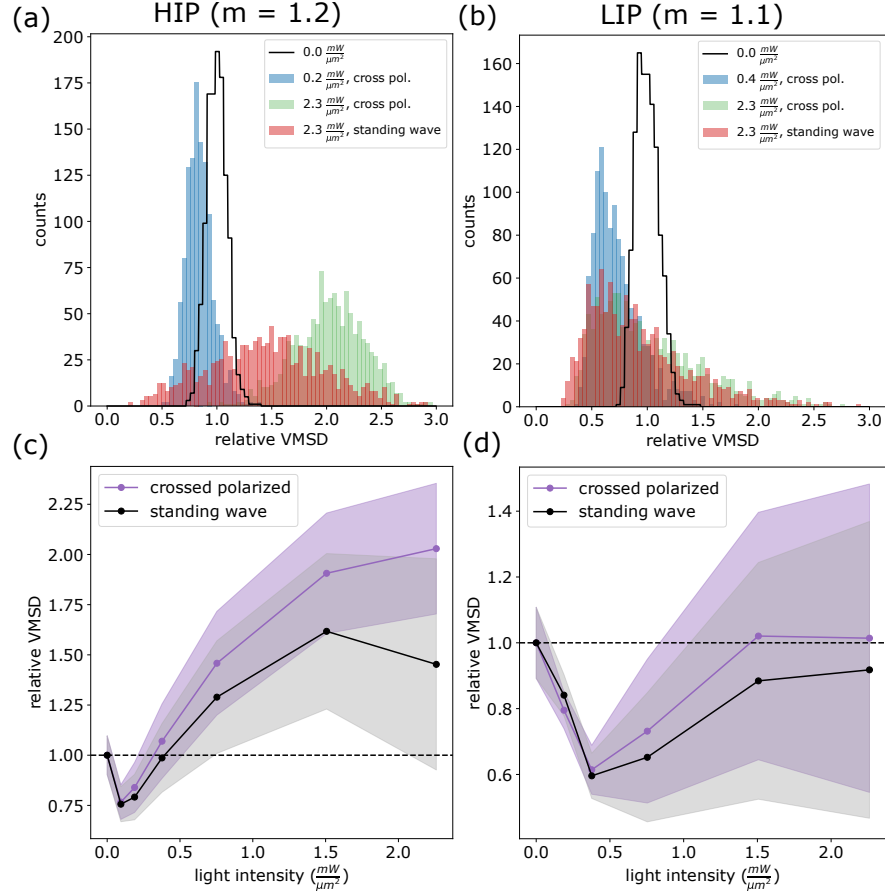 (a)
HIP (m = 1.2)
200
175
150
125
100
75
50
25
0
counts
0.0 mW/μm²
0.2 mW/μm², cross pol.
2.3 mW/μm², cross pol.
2.3 mW/μm², standing wave
0.0
0.5
1.0
1.5
2.0
2.5
3.0
relative VMSD
(b)
LIP (m = 1.1)
160
140
120
100
80
60
40
20
0
counts
0.0 mW/μm²
0.4 mW/μm², cross pol.
2.3 mW/μm², cross pol.
2.3 mW/μm², standing wave
0.0
0.5
1.0
1.5
2.0
2.5
3.0
relative VMSD
(c)
crossed polarized
standing wave
2.25
2.00
1.75
1.50
1.25
1.00
0.75
relative VMSD
0.0
0.5
1.0
1.5
2.0
light intensity (mW/μm²)
(d)
crossed polarized
standing wave
1.4
1.2
1.0
0.8
0.6
relative VMSD
0.0
0.5
1.0
1.5
2.0
light intensity (mW/μm²)